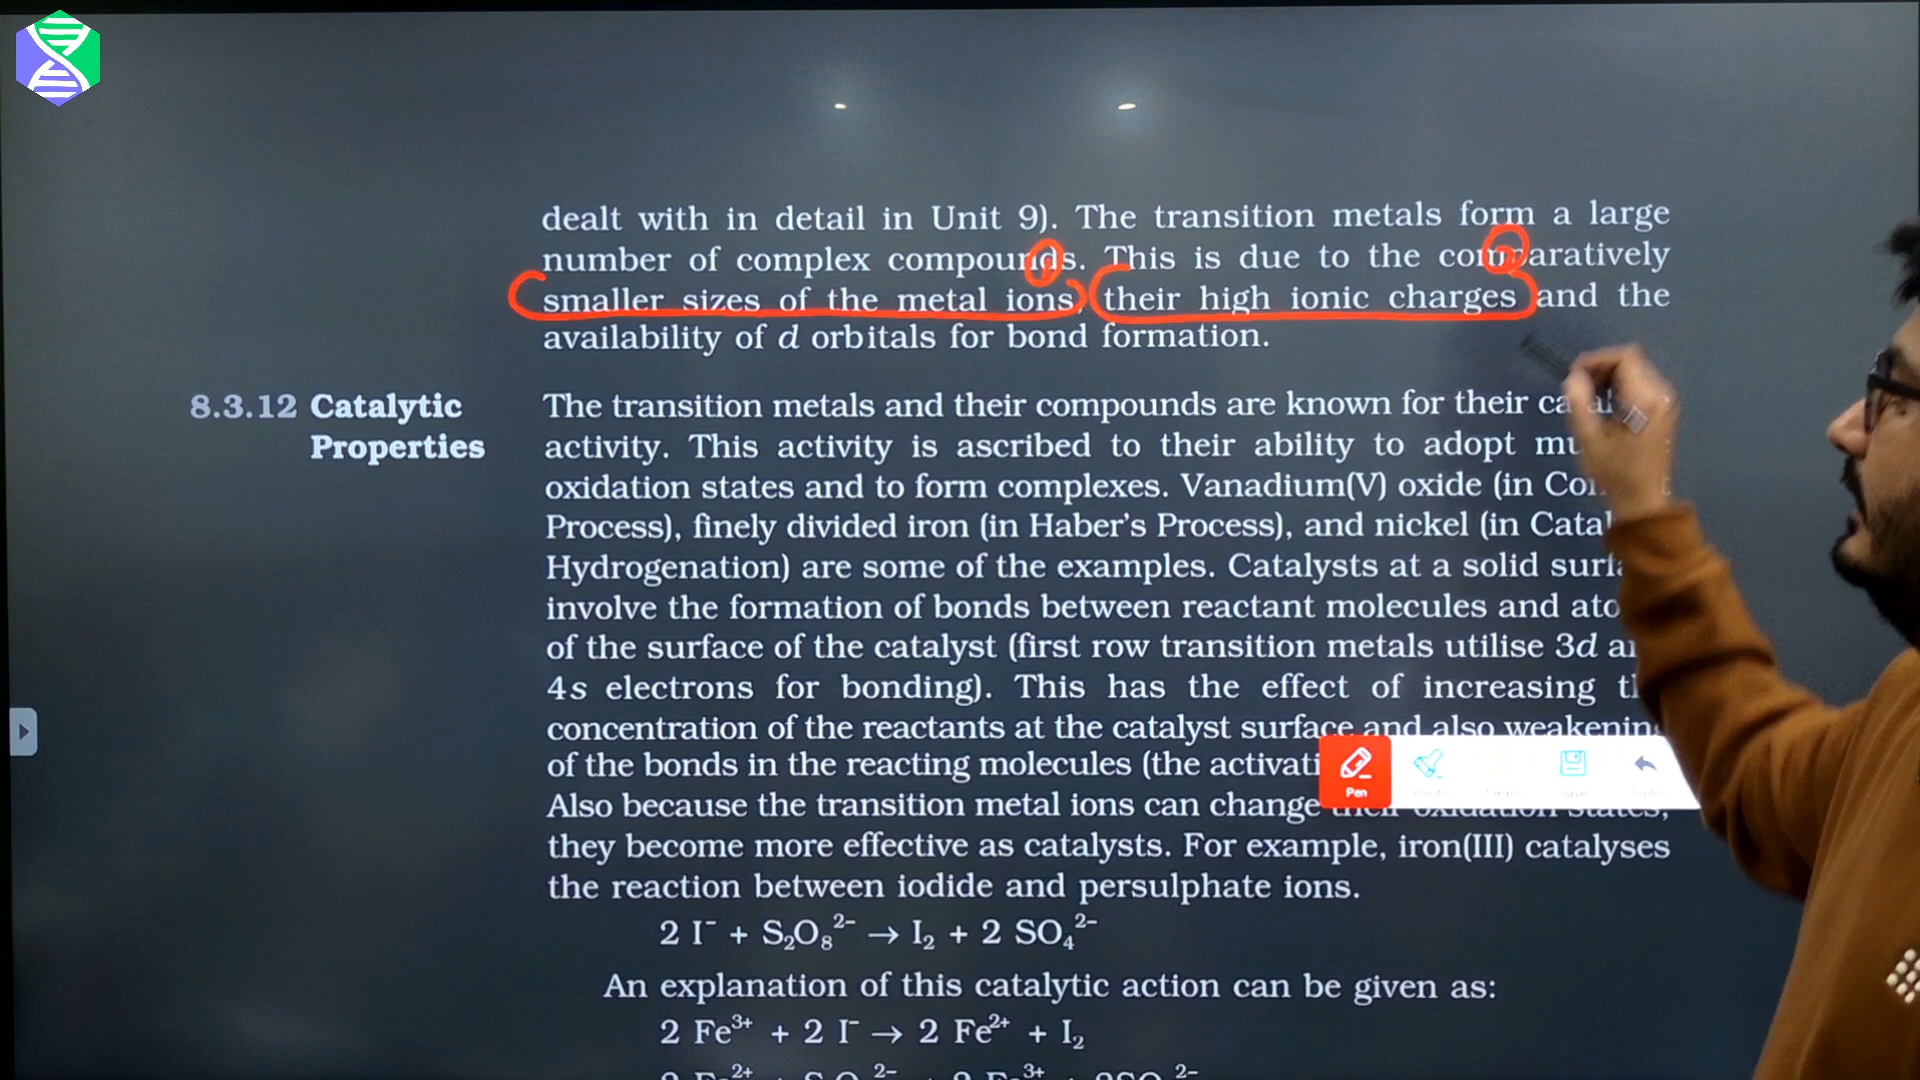 dealt with in detail in Unit 9). The transition metals form a large
number of complex compounds. This is due to the comparatively
smaller sizes of the metal ions, their high ionic charges and the
availability of d orbitals for bond formation.
8.3.12 Catalytic
Properties
The transition metals and their compounds are known for their
activity. This activity is ascribed to their ability to adopt
oxidation states and to form complexes. Vanadium(V) oxide (in
Process), finely divided iron (in Haber's Process), and nickel (in
Hydrogenation) are some of the examples. Catalysts at a solid
involve the formation of bonds between reactant molecules and
of the surface of the catalyst (first row transition metals utilise 3d
4s electrons for bonding). This has the effect of increasing
concentration of the reactants at the catalyst surface and also weakening
of the bonds in the reacting molecules (the
Also because the transition metal ions can change their oxidation states,
they become more effective as catalysts. For example, iron(III) catalyses
the reaction between iodide and persulphate ions.
2 I⁻ + S₂O₈²⁻ → I₂ + 2 SO₄²⁻
An explanation of this catalytic action can be given as:
2 Fe³⁺ + 2 I⁻ → 2 Fe²⁺ + I₂
1
2
Pen